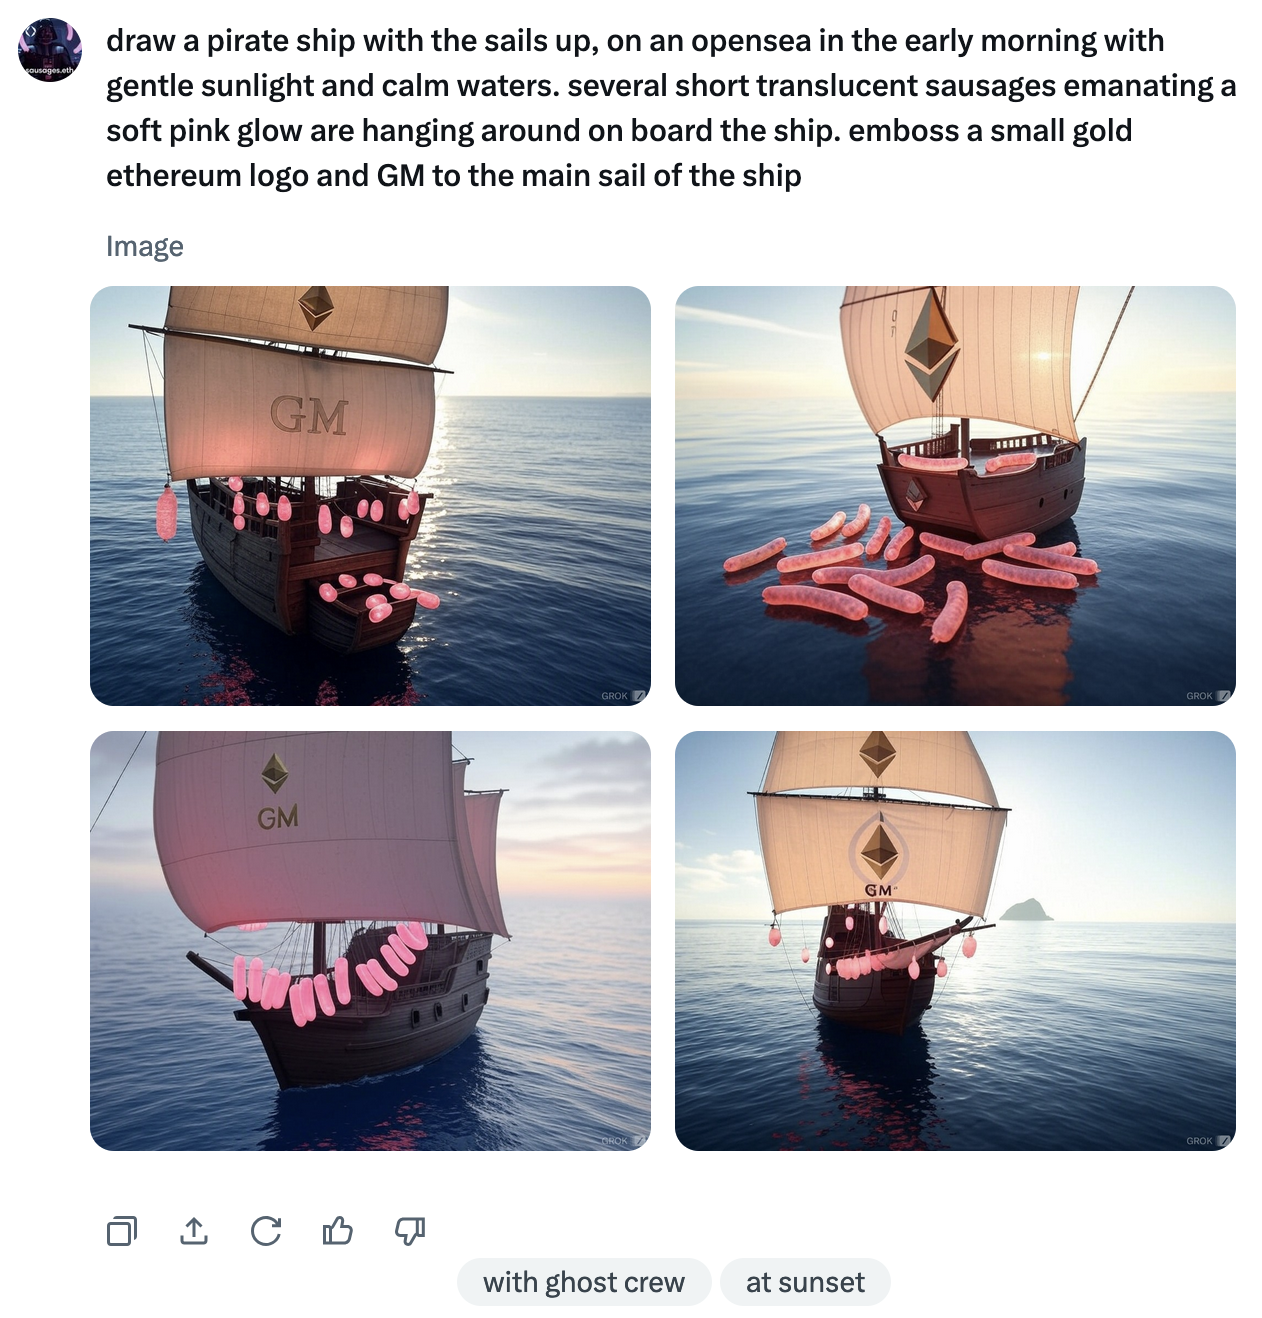 sausages.eth
draw a pirate ship with the sails up, on an opensea in the early morning with
gentle sunlight and calm waters. several short translucent sausages emanating a
soft pink glow are hanging around on board the ship. emboss a small gold
ethereum logo and GM to the main sail of the ship
Image
GM
GROK
GROK
GM
GROK
GM
GROK
with ghost crew
at sunset